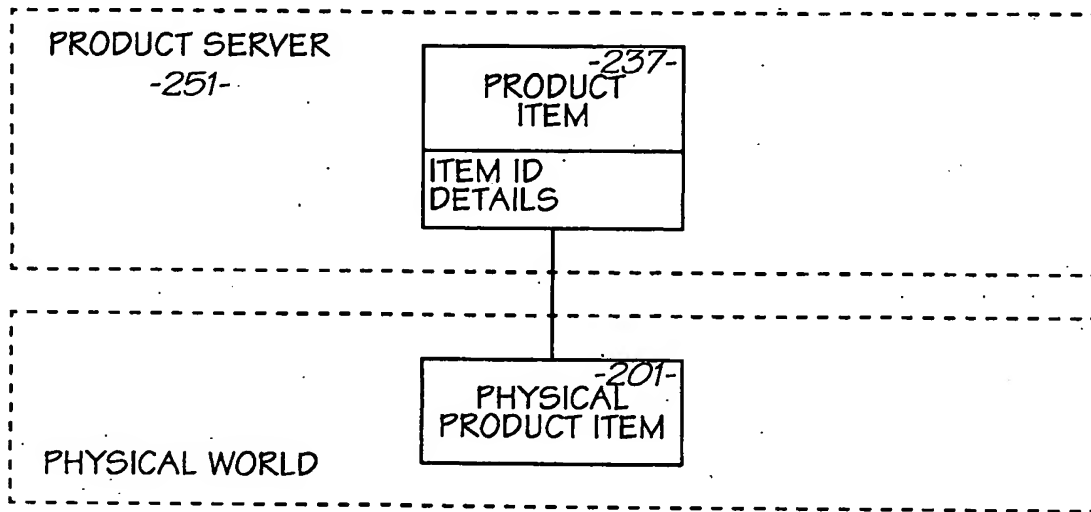 PRODUCT SERVER
-251-
-237-
PRODUCT
ITEM
ITEM ID
DETAILS
-201-
PHYSICAL
PRODUCT ITEM
PHYSICAL WORLD